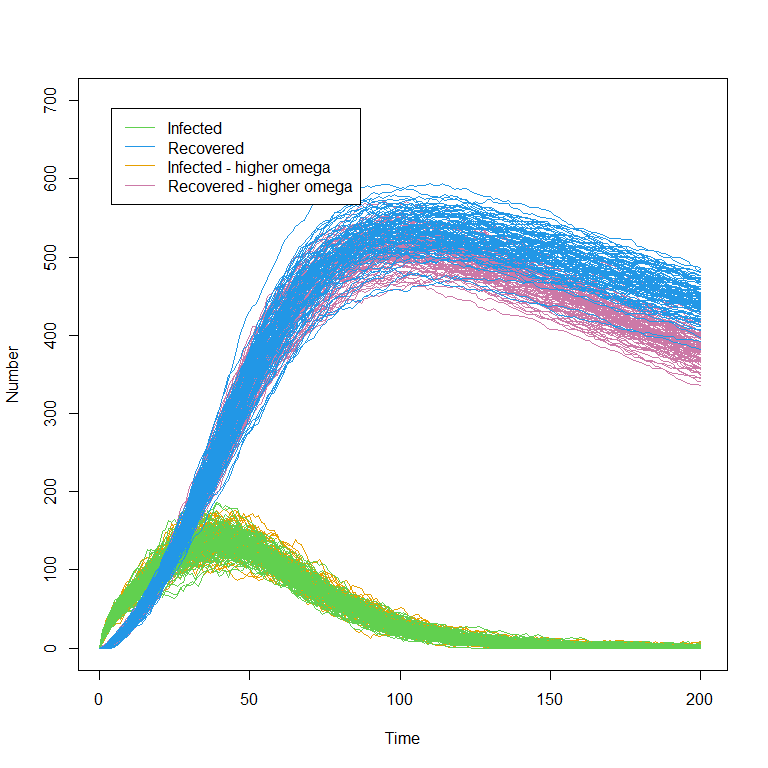 700
600
500
400
300
200
100
0
Number
Infected
Recovered
Infected - higher omega
Recovered - higher omega
0 50 100 150 200
Time